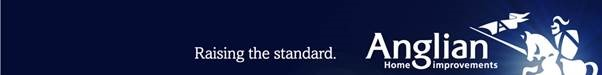 Raising the standard.
Anglian
Home Improvements